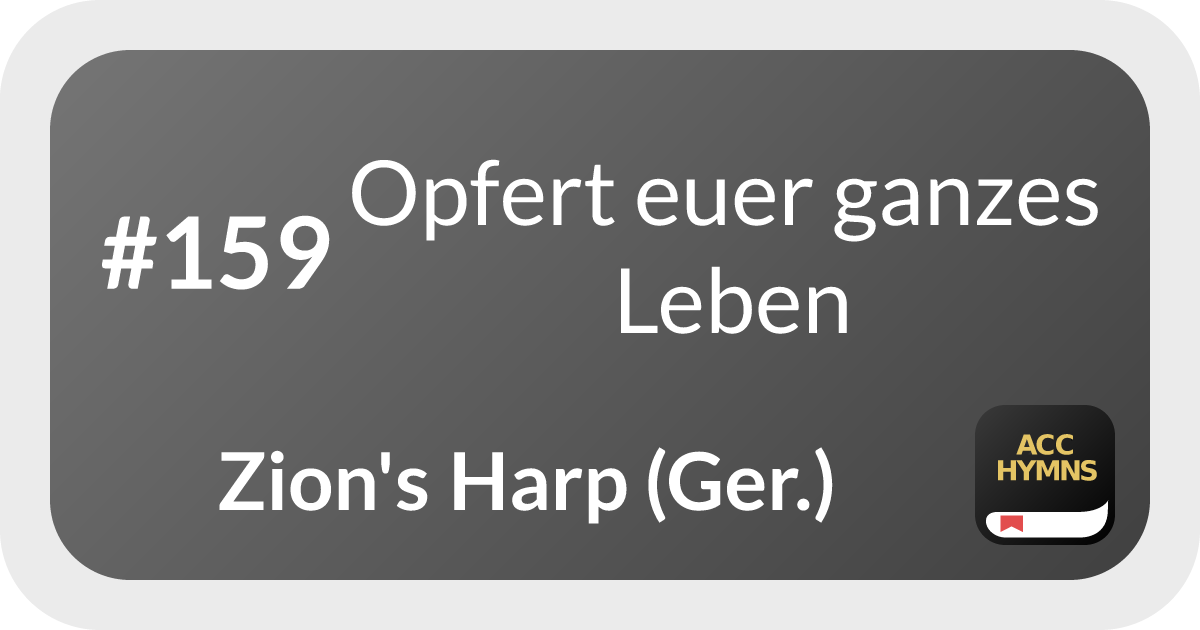 #159
Opfert euer ganzes
Leben
Zion's Harp (Ger.)
ACC
HYMNS